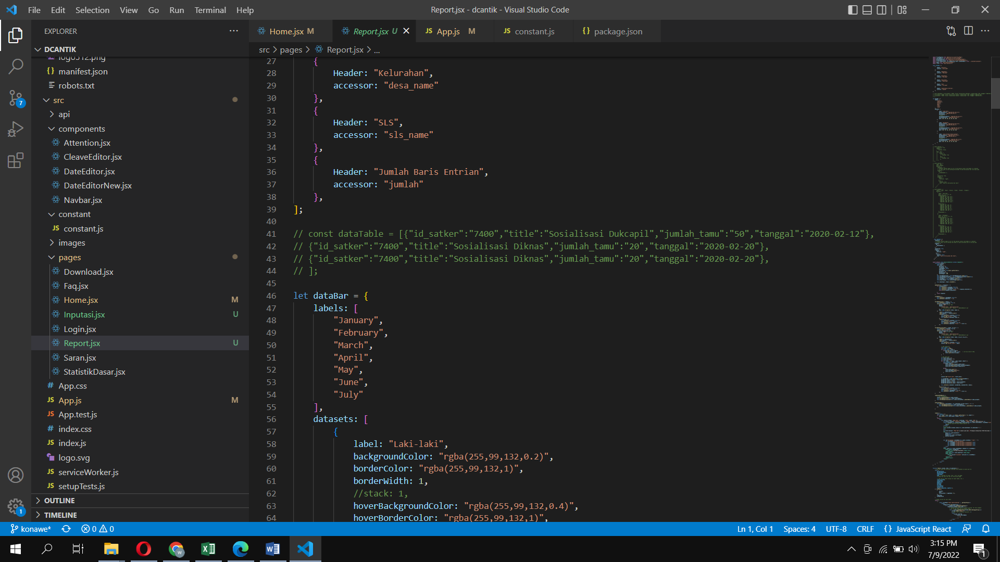 File Edit Selection View Go Run Terminal Help
Report.jsx - dcantik - Visual Studio Code
EXPLORER
DCANTIK
logo512.png
manifest.json
robots.txt
src
api
components
Attention.jsx
CleaveEditor.jsx
DateEditor.jsx
DateEditorNew.jsx
Navbar.jsx
constant
JS constant.js
images
pages
Download.jsx
Faq.jsx
Home.jsx M
Inputasi.jsx U
Login.jsx
Report.jsx U
Saran.jsx
StatistikDasar.jsx
# App.css
JS App.js M
JS App.test.js
# index.css
JS index.js
logo.svg
JS serviceWorker.js
JS setupTests.js
OUTLINE
TIMELINE
7
1
Home.jsx M
Report.jsx U
JS App.js M
JS constant.js
{} package.json
src > pages > Report.jsx > ...
27 {
28 Header: "Kelurahan",
29 accessor: "desa_name"
30 },
31 {
32 Header: "SLS",
33 accessor: "sls_name"
34 },
35 {
36 Header: "Jumlah Baris Entrian",
37 accessor: "jumlah"
38 },
39 ];
40
41 // const dataTable = [{"id_satker":"7400","title":"Sosialisasi Dukcapil","jumlah_tamu":"50","tanggal":"2020-02-12"},
42 // {"id_satker":"7400","title":"Sosialisasi Diknas","jumlah_tamu":"20","tanggal":"2020-02-20"},
43 // {"id_satker":"7400","title":"Sosialisasi Diknas","jumlah_tamu":"20","tanggal":"2020-02-20"},
44 // ];
45
46 let dataBar = {
47 labels: [
48 "January",
49 "February",
50 "March",
51 "April",
52 "May",
53 "June",
54 "July"
55 ],
56 datasets: [
57 {
58 label: "Laki-laki",
59 backgroundColor: "rgba(255,99,132,0.2)",
60 borderColor: "rgba(255,99,132,1)",
61 borderWidth: 1,
62 //stack: 1,
63 hoverBackgroundColor: "rgba(255,99,132,0.4)",
64 hoverBorderColor: "rgba(255,99,132,1)",
konawe* 0 0
Ln 1, Col 1 Spaces: 4 UTF-8 CRLF {} JavaScript React
3:15 PM
7/9/2022
1